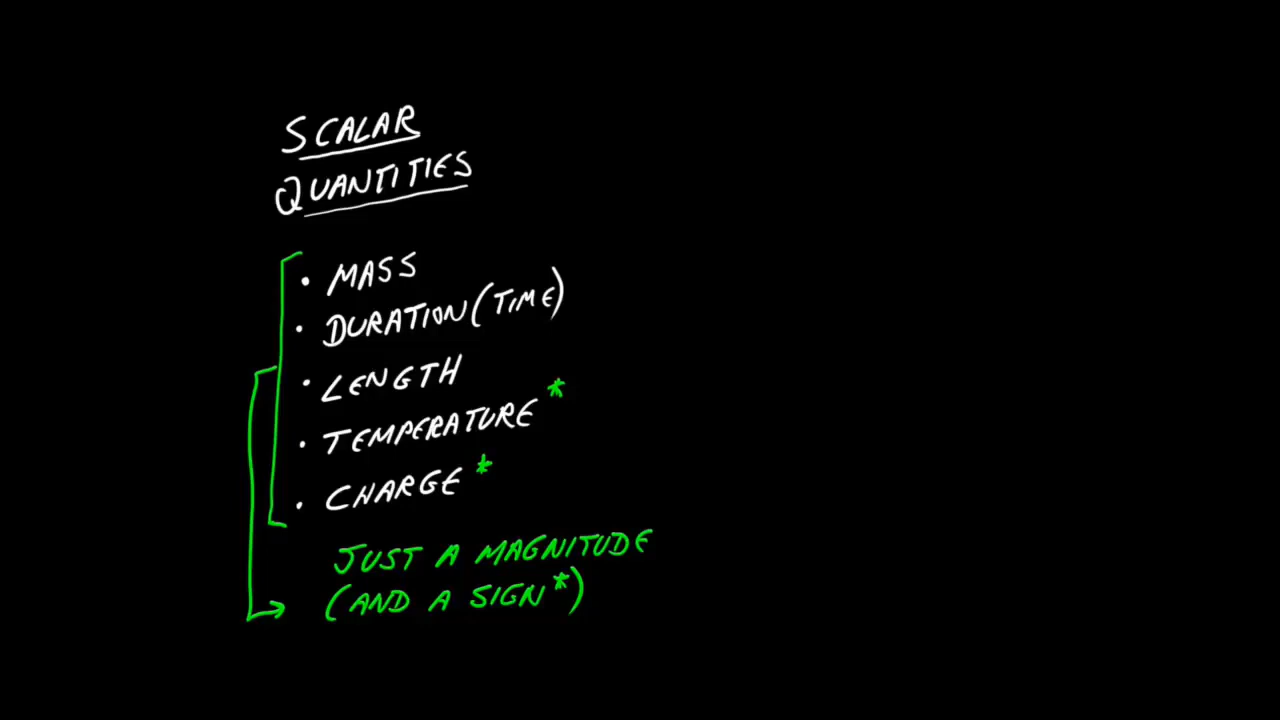 SCALAR
QUANTITIES
• MASS
• DURATION (TIME)
• LENGTH
• TEMPERATURE*
• CHARGE*
JUST A MAGNITUDE
(AND A SIGN*)